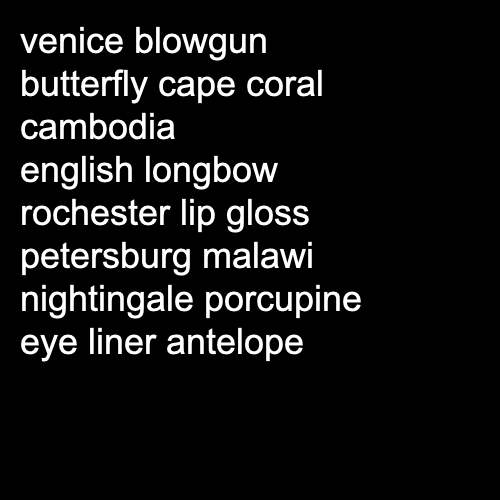 venice blowgun
butterfly cape coral
cambodia
english longbow
rochester lip gloss
petersburg malawi
nightingale porcupine
eye liner antelope